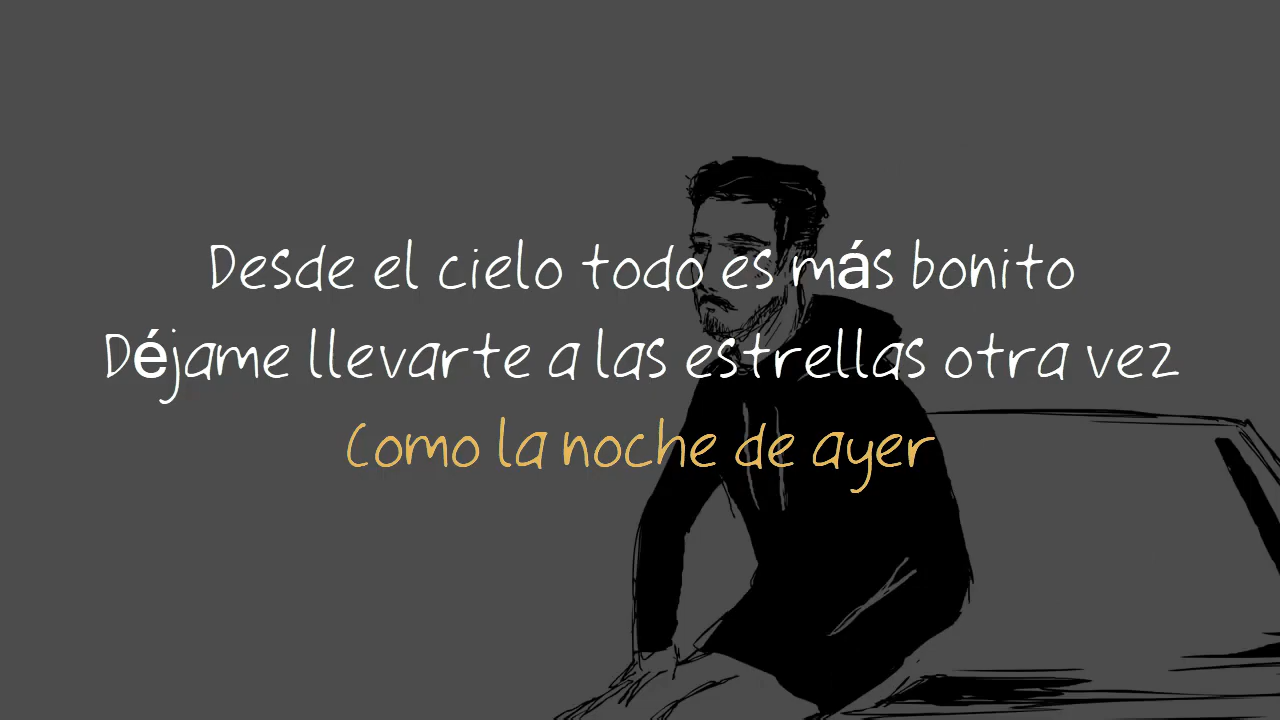 Desde el cielo todo es más bonito
Déjame llevarte a las estrellas otra vez
Como la noche de ayer